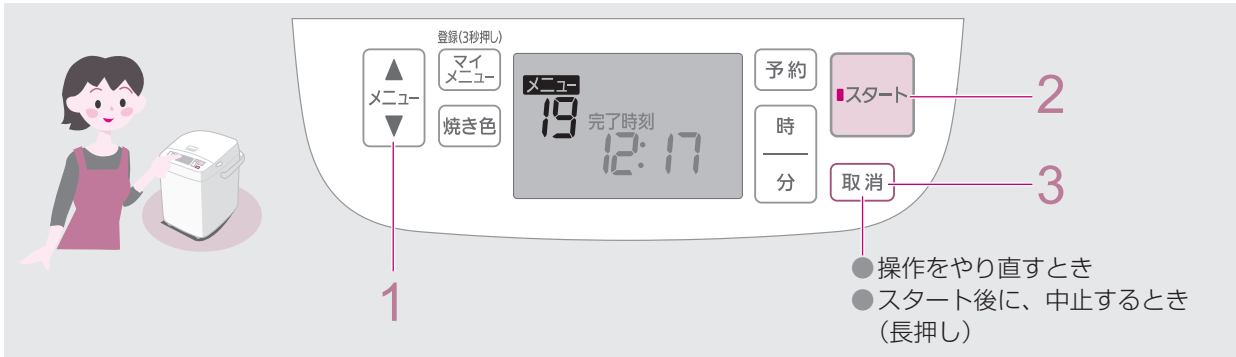 登録(3秒押し)
▲
メニュー
▼
マイ
メニュー
焼き色
メニュー
19
完了時刻
12:17
予約
時
分
スタート
取消
1
2
3
●操作をやり直すとき
●スタート後に、中止するとき
(長押し)